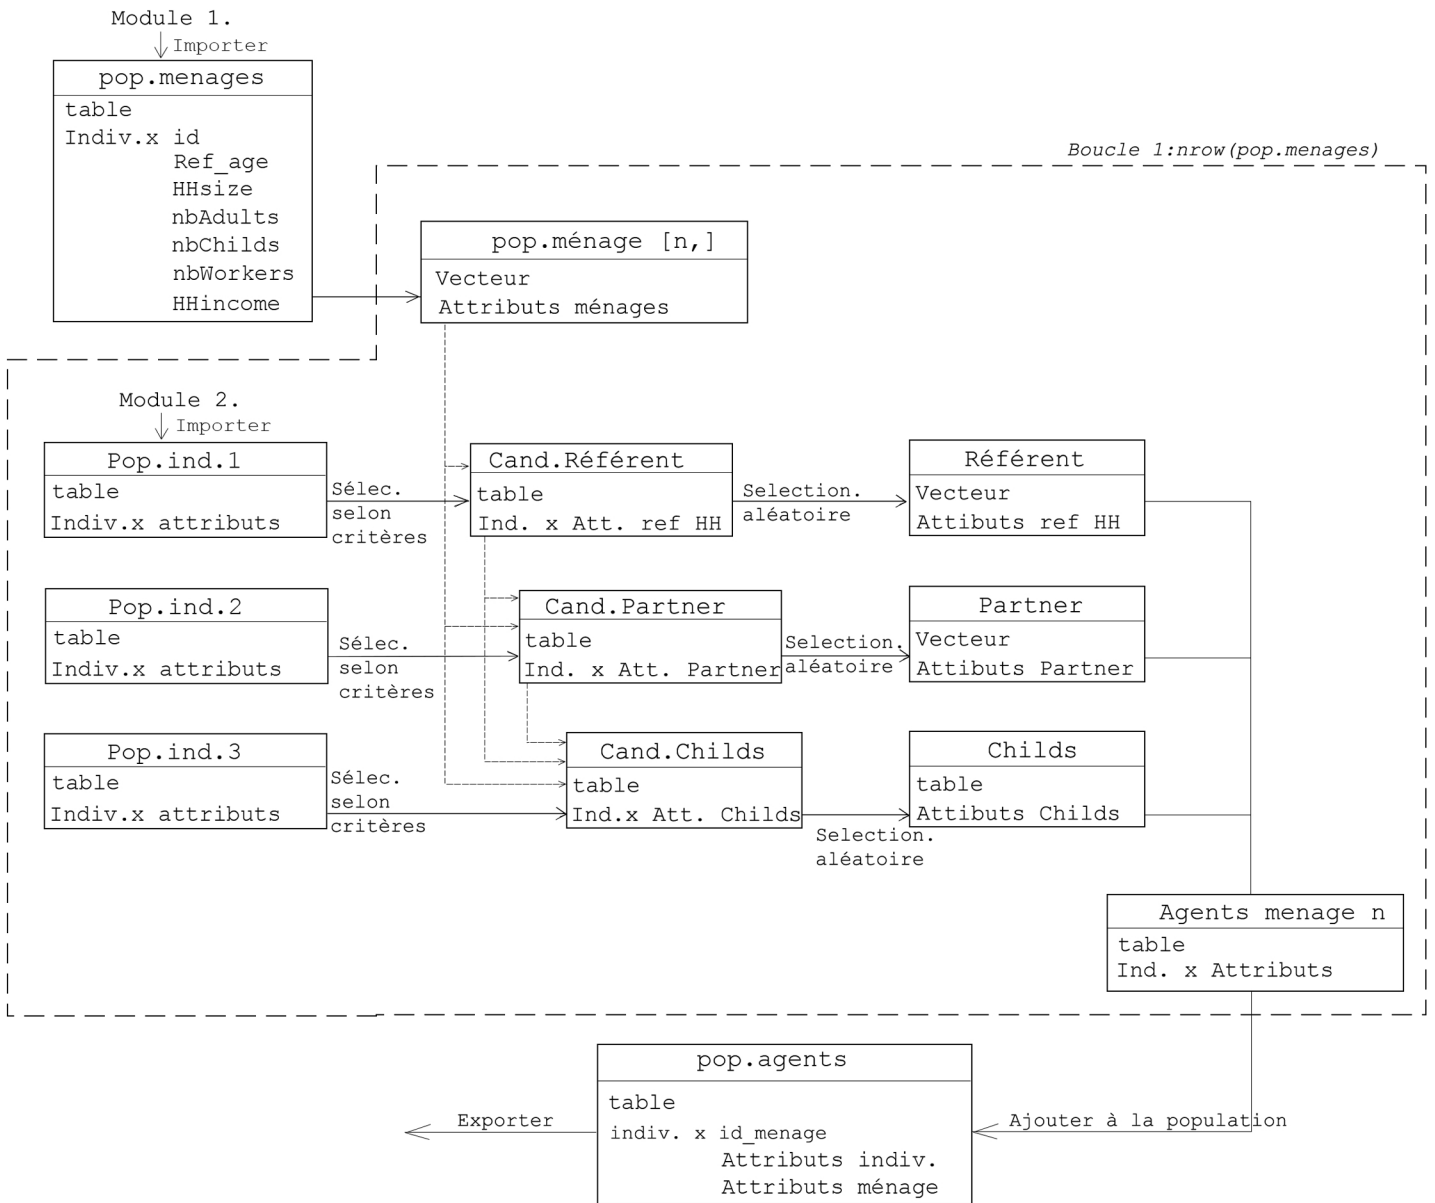 Module 1.
Importer
pop.menages
table
Indiv.x id
Ref_age
HHsize
nbAdults
nbChilds
nbWorkers
HHincome
Boucle 1:nrow(pop.menages)
pop.ménage [n,]
Vecteur
Attributs ménages
Module 2.
Importer
Pop.ind.1
table
Indiv.x attributs
Sélec.
selon
critères
Cand.Référent
table
Ind. x Att. ref HH
Selection.
aléatoire
Référent
Vecteur
Attibuts ref HH
Pop.ind.2
table
Indiv.x attributs
Sélec.
selon
critères
Cand.Partner
table
Ind. x Att. Partner
Selection.
aléatoire
Partner
Vecteur
Attibuts Partner
Pop.ind.3
table
Indiv.x attributs
Sélec.
selon
critères
Cand.Childs
table
Ind.x Att. Childs
Selection.
aléatoire
Childs
table
Attibuts Childs
Agents menage n
table
Ind. x Attributs
Ajouter à la population
pop.agents
table
indiv. x id_menage
Attributs indiv.
Attributs ménage
Exporter